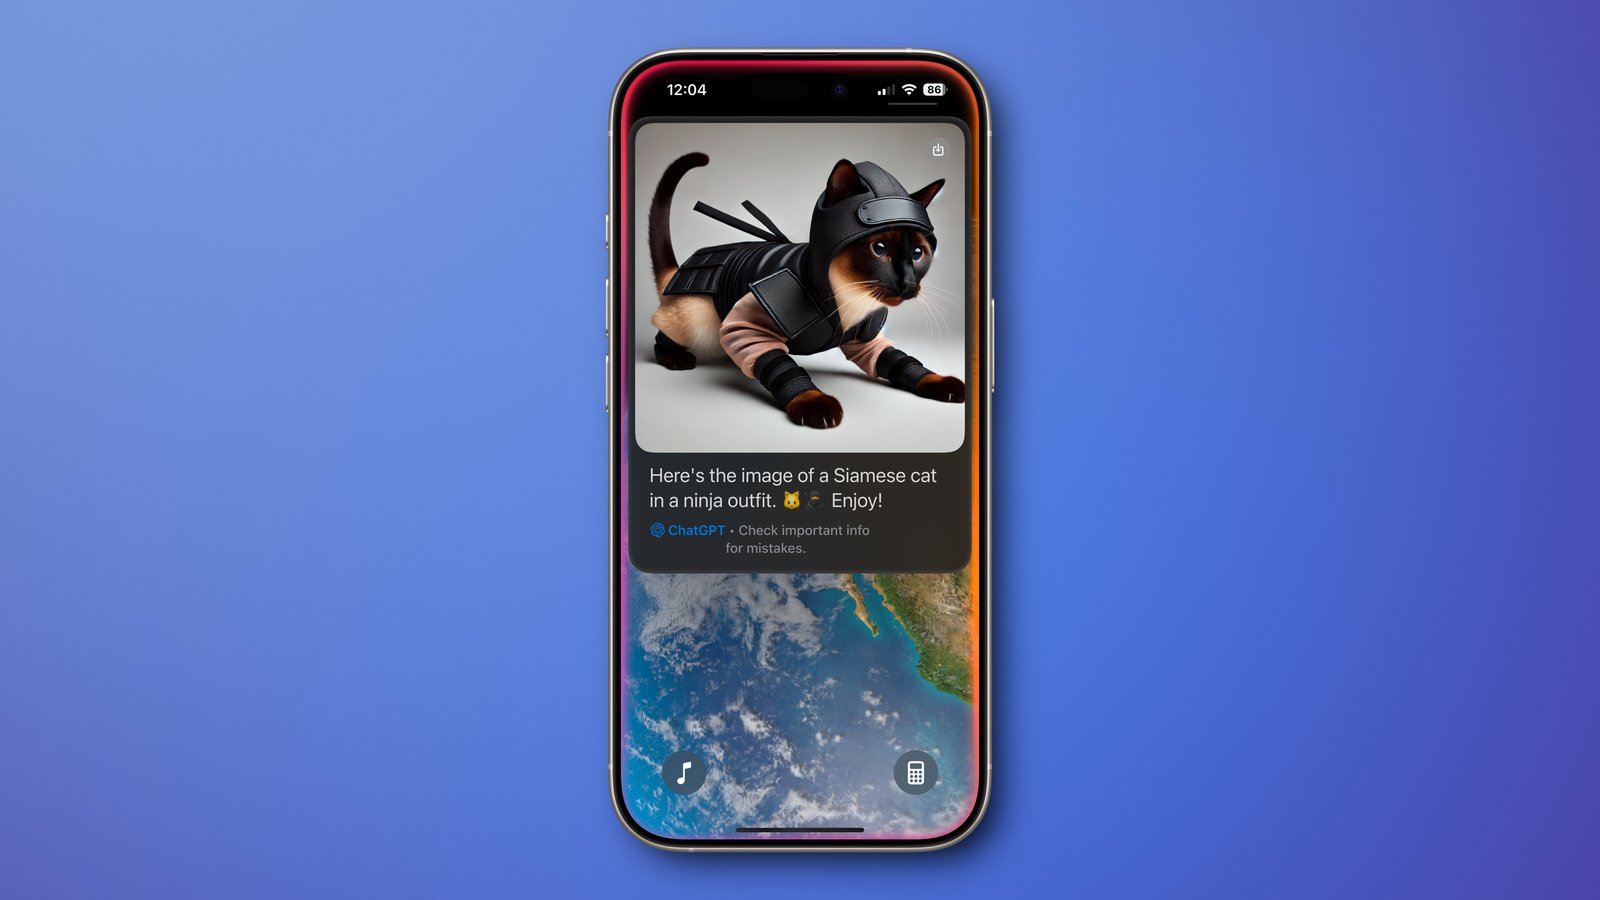 12:04
86
Here's the image of a Siamese cat
in a ninja outfit. 🐱🥷 Enjoy!
ChatGPT • Check important info
for mistakes.